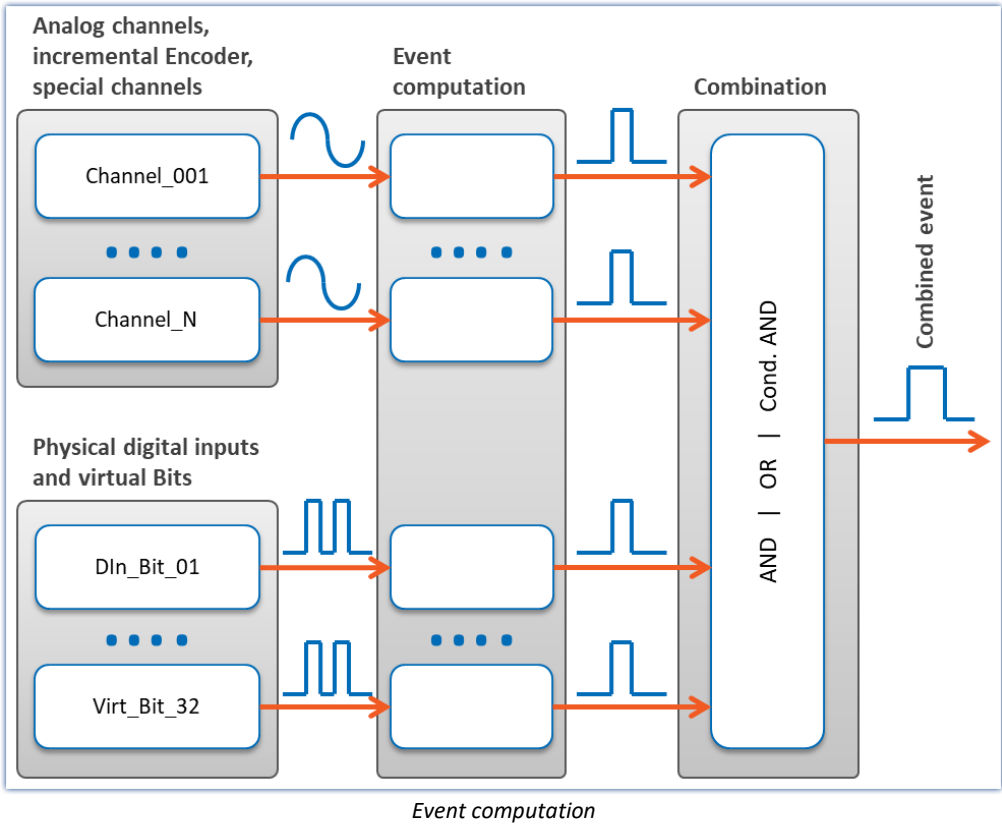 Analog channels,
incremental Encoder,
special channels
Event
computation
Combination
Channel_001
Channel_N
Physical digital inputs
and virtual Bits
DIn_Bit_01
Virt_Bit_32
AND | OR | Cond. AND
Combined event
Event computation